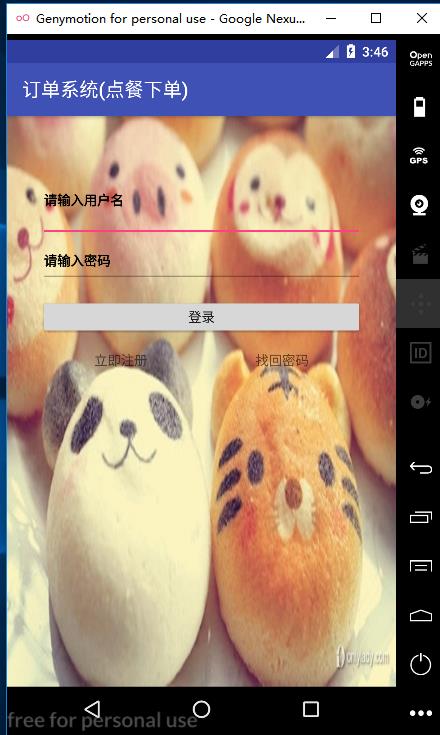 Genymotion for personal use - Google Nexu...
3:46
Open
GAPPS
订单系统(点餐下单)
GPS
请输入用户名
请输入密码
登录
ID
立即注册
找回密码
onlylady.com
free for personal use